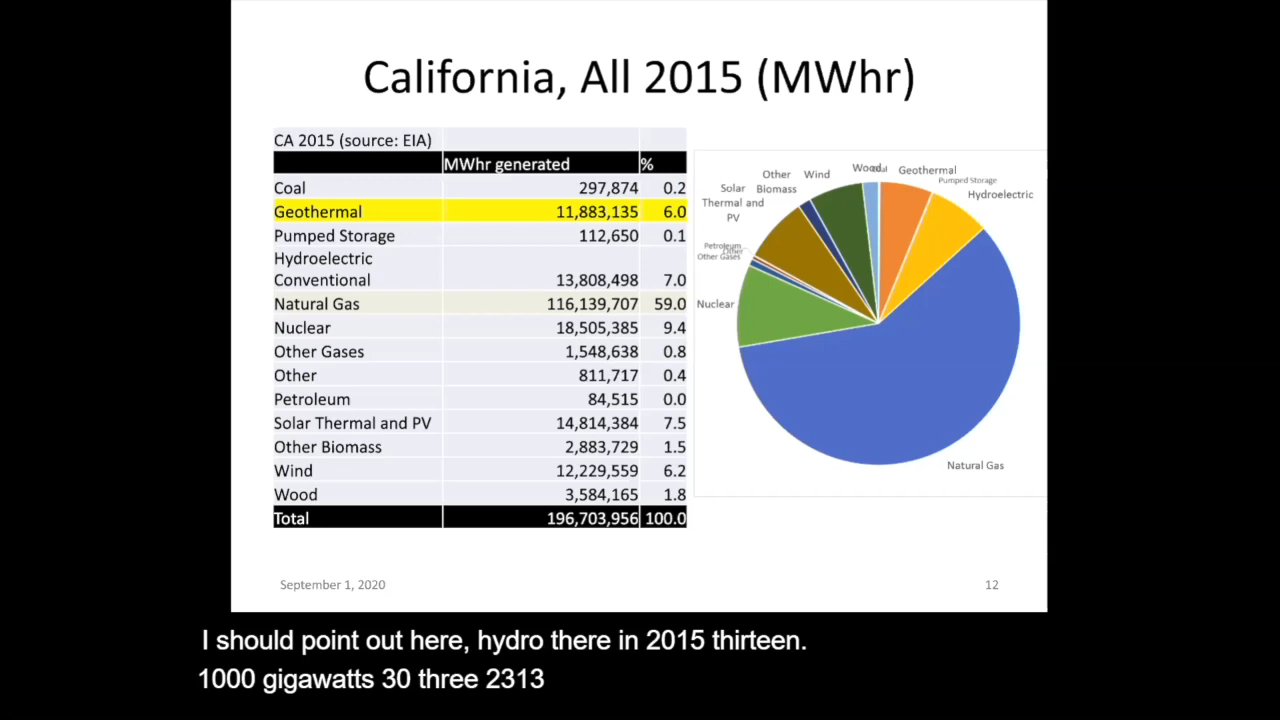 California, All 2015 (MWhr)
CA 2015 (source: EIA)
MWhr generated %
Coal 297,874 0.2
Geothermal 11,883,135 6.0
Pumped Storage 112,650 0.1
Hydroelectric
Conventional 13,808,498 7.0
Natural Gas 116,139,707 59.0
Nuclear 18,505,385 9.4
Other Gases 1,548,638 0.8
Other 811,717 0.4
Petroleum 84,515 0.0
Solar Thermal and PV 14,814,384 7.5
Other Biomass 2,883,729 1.5
Wind 12,229,559 6.2
Wood 3,584,165 1.8
Total 196,703,956 100.0
Wood
Geothermal
Pumped Storage
Hydroelectric
Wind
Other
Biomass
Solar
Thermal and
PV
Petroleum
Other
Other Gases
Nuclear
Natural Gas
September 1, 2020
12
I should point out here, hydro there in 2015 thirteen.
1000 gigawatts 30 three 2313